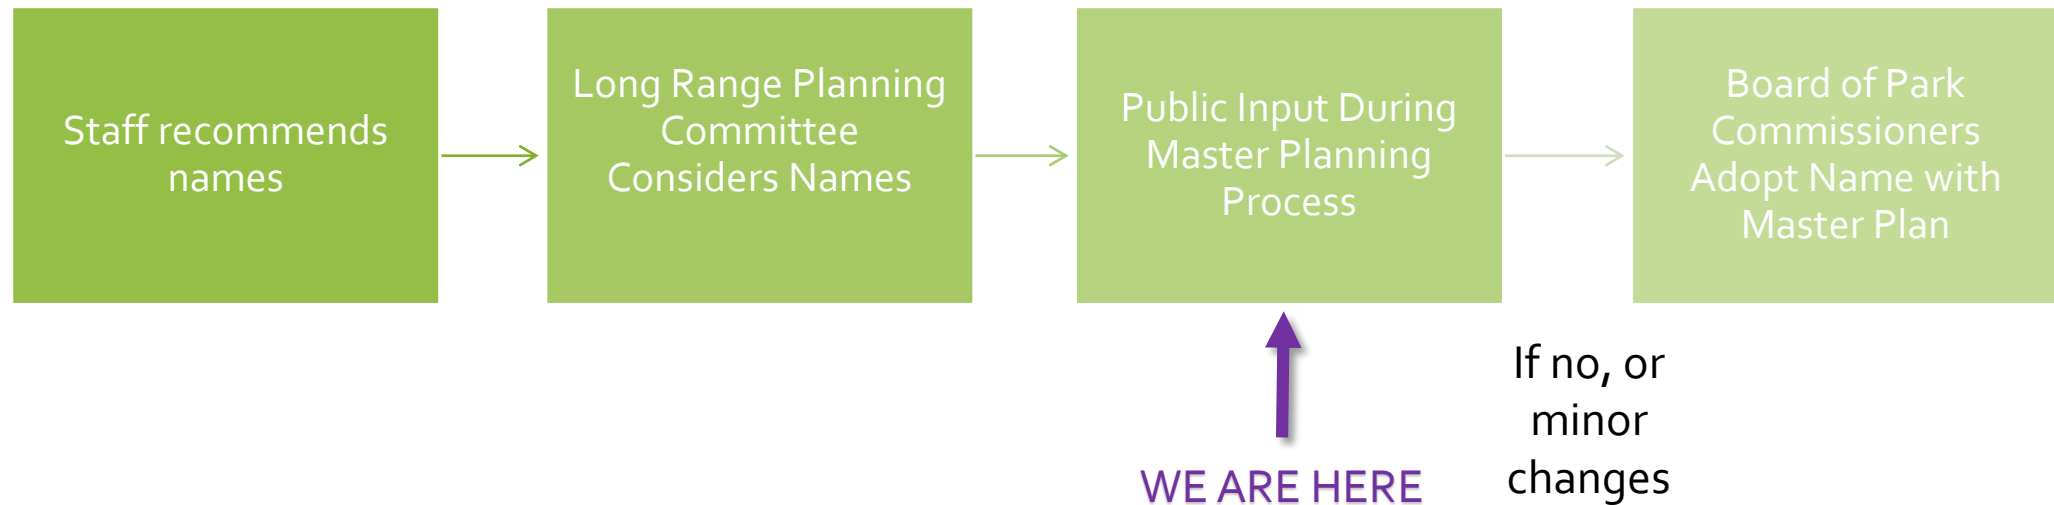 Staff recommends
names
Long Range Planning
Committee
Considers Names
Public Input During
Master Planning
Process
Board of Park
Commissioners
Adopt Name with
Master Plan
WE ARE HERE
If no, or
minor
changes